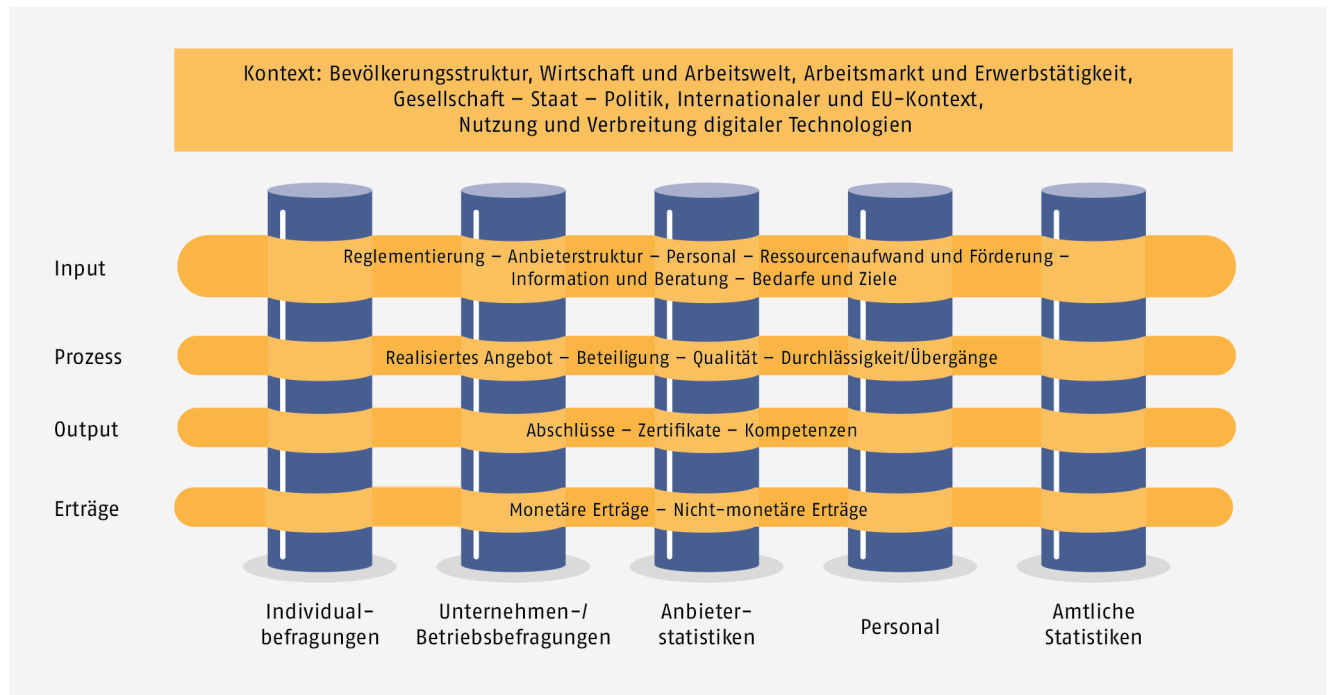 Kontext: Bevölkerungsstruktur, Wirtschaft und Arbeitswelt, Arbeitsmarkt und Erwerbstätigkeit,
Gesellschaft – Staat – Politik, Internationaler und EU-Kontext,
Nutzung und Verbreitung digitaler Technologien
Input
Reglementierung – Anbieterstruktur – Personal – Ressourcenaufwand und Förderung –
Information und Beratung – Bedarfe und Ziele
Prozess
Realisiertes Angebot – Beteiligung – Qualität – Durchlässigkeit/Übergänge
Output
Abschlüsse – Zertifikate – Kompetenzen
Erträge
Monetäre Erträge – Nicht-monetäre Erträge
Individual-
befragungen
Unternehmen-/
Betriebsbefragungen
Anbieter-
statistiken
Personal
Amtliche
Statistiken